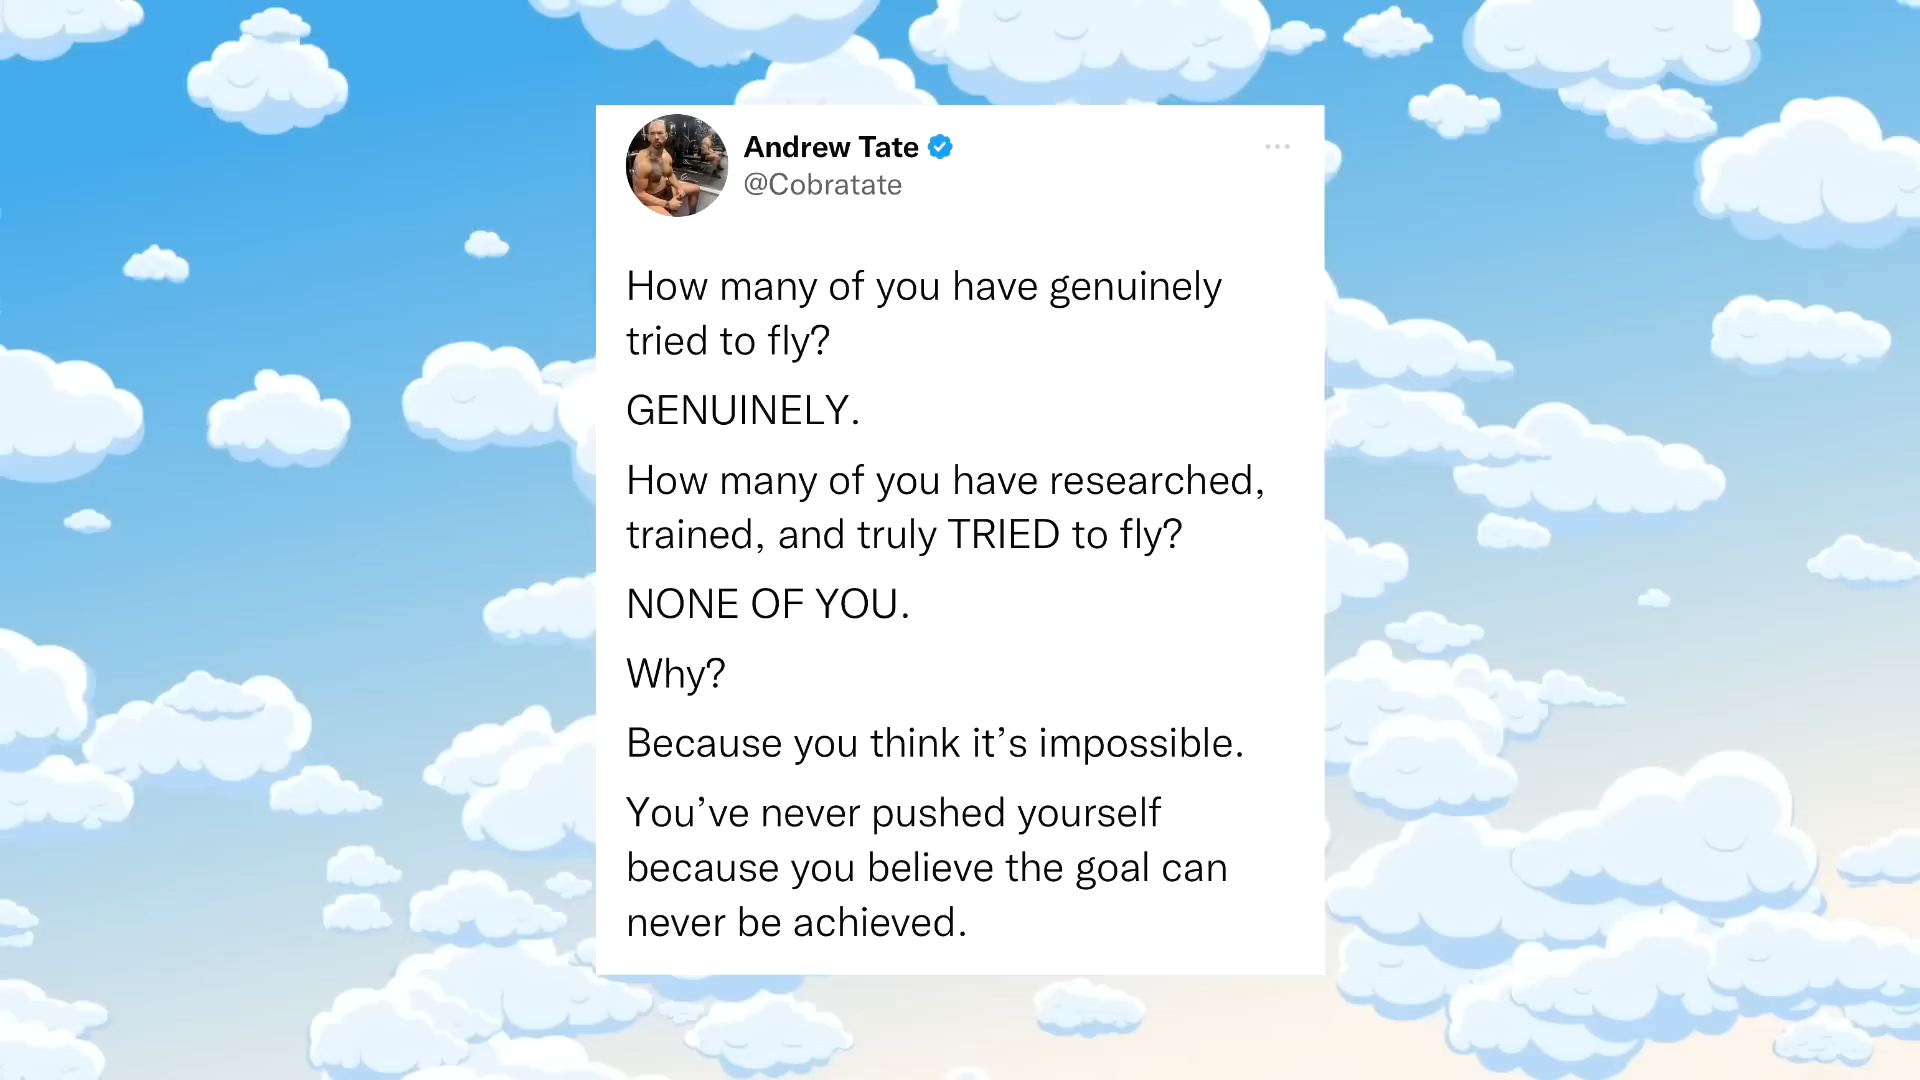 Andrew Tate
@Cobratate
How many of you have genuinely
tried to fly?
GENUINELY.
How many of you have researched,
trained, and truly TRIED to fly?
NONE OF YOU.
Why?
Because you think it’s impossible.
You’ve never pushed yourself
because you believe the goal can
never be achieved.